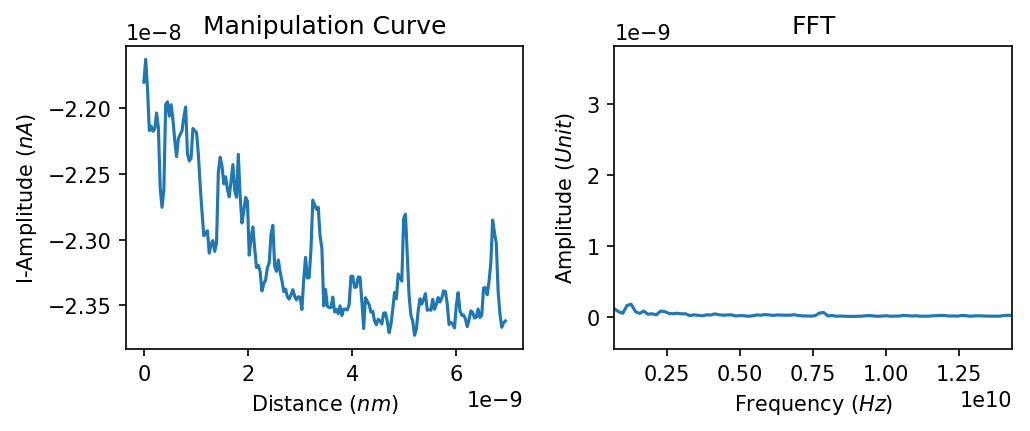 Manipulation Curve
1e−8
−2.20
−2.25
−2.30
−2.35
I-Amplitude (nA)
0
2
4
6
1e−9
Distance (nm)
FFT
1e−9
3
2
1
0
Amplitude (Unit)
0.25
0.50
0.75
1.00
1.25
1e10
Frequency (Hz)